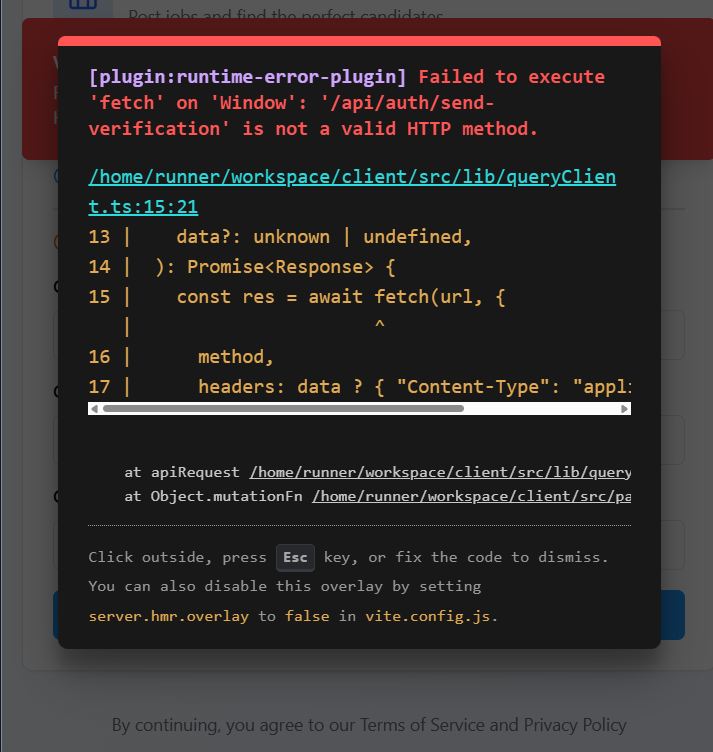 Post jobs and find the perfect candidates
[plugin:runtime-error-plugin] Failed to execute
'fetch' on 'Window': '/api/auth/send-
verification' is not a valid HTTP method.
/home/runner/workspace/client/src/lib/queryClien
t.ts:15:21
13 |    data?: unknown | undefined,
14 |  ): Promise<Response> {
15 |    const res = await fetch(url, {
|                       ^
16 |      method,
17 |      headers: data ? { "Content-Type": "appli
at apiRequest /home/runner/workspace/client/src/lib/query
at Object.mutationFn /home/runner/workspace/client/src/pa
Click outside, press Esc key, or fix the code to dismiss.
You can also disable this overlay by setting
server.hmr.overlay to false in vite.config.js.
By continuing, you agree to our Terms of Service and Privacy Policy